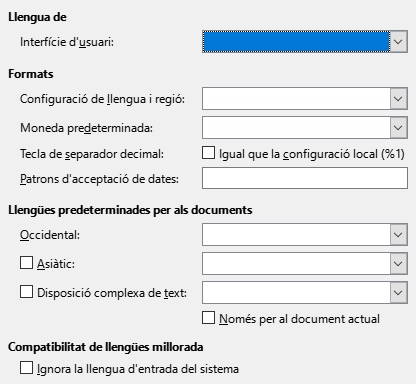 Llengua de
Interfície d'usuari:
Formats
Configuració de llengua i regió:
Moneda predeterminada:
Tecla de separador decimal: Igual que la configuració local (%1)
Patrons d'acceptació de dates:
Llengües predeterminades per als documents
Occidental:
Asiàtic:
Disposició complexa de text:
Només per al document actual
Compatibilitat de llengües millorada
Ignora la llengua d'entrada del sistema